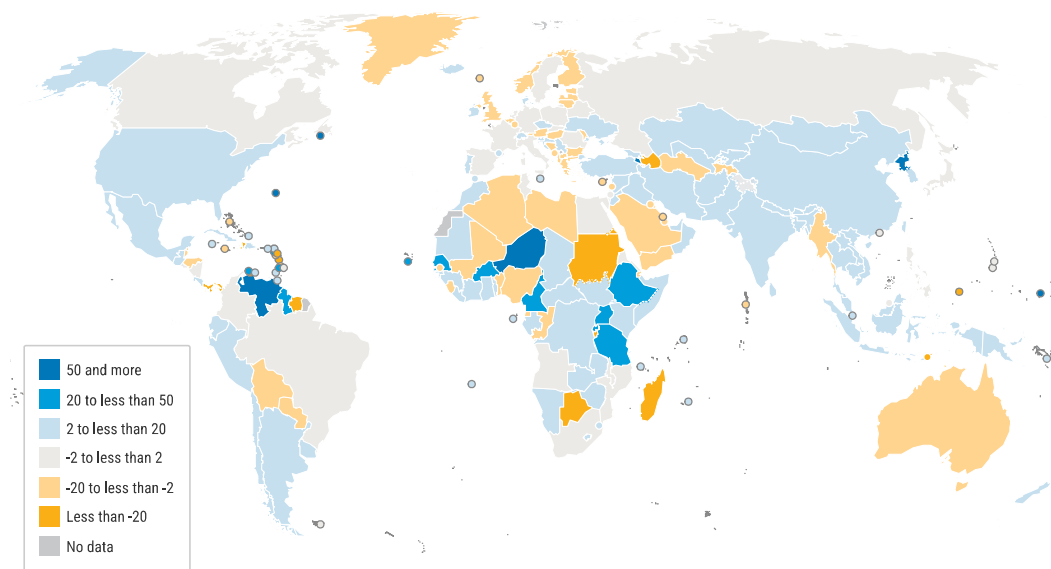 50 and more
20 to less than 50
2 to less than 20
-2 to less than 2
-20 to less than -2
Less than -20
No data